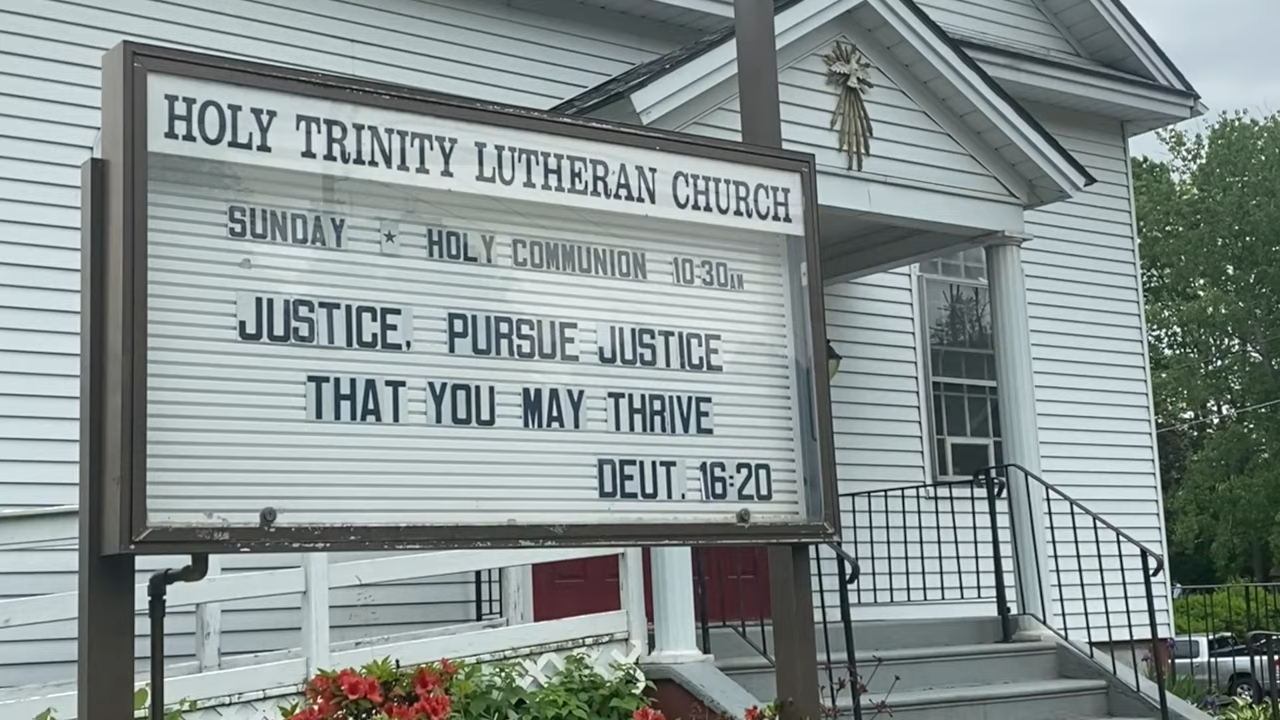 HOLY TRINITY LUTHERAN CHURCH
SUNDAY ★ HOLY COMMUNION 10:30AM
JUSTICE, PURSUE JUSTICE
THAT YOU MAY THRIVE
DEUT. 16:20